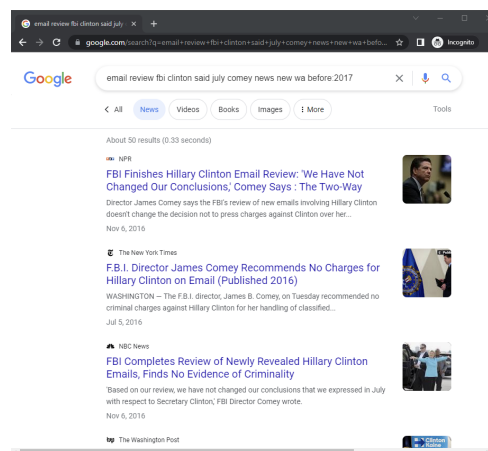 email review fbi clinton said july
google.com/search?q=email+review+fbi+clinton+said+july+comey+news+new+wa+befo...
Incognito
Google
email review fbi clinton said july comey news new wa before:2017
All News Videos Books Images More Tools
About 50 results (0.33 seconds)
NPR
FBI Finishes Hillary Clinton Email Review: 'We Have Not
Changed Our Conclusions,' Comey Says : The Two-Way
Director James Comey says the FBI's review of new emails involving Hillary Clinton
doesn't change the decision not to press charges against Clinton over her...
Nov 6, 2016
The New York Times
F.B.I. Director James Comey Recommends No Charges for
Hillary Clinton on Email (Published 2016)
WASHINGTON — The F.B.I. director, James B. Comey, on Tuesday recommended no
criminal charges against Hillary Clinton for her handling of classified...
Jul 5, 2016
NBC News
FBI Completes Review of Newly Revealed Hillary Clinton
Emails, Finds No Evidence of Criminality
'Based on our review, we have not changed our conclusions that we expressed in July
with respect to Secretary Clinton,' FBI Director Comey wrote.
Nov 6, 2016
wp The Washington Post
Clinton
Kaine